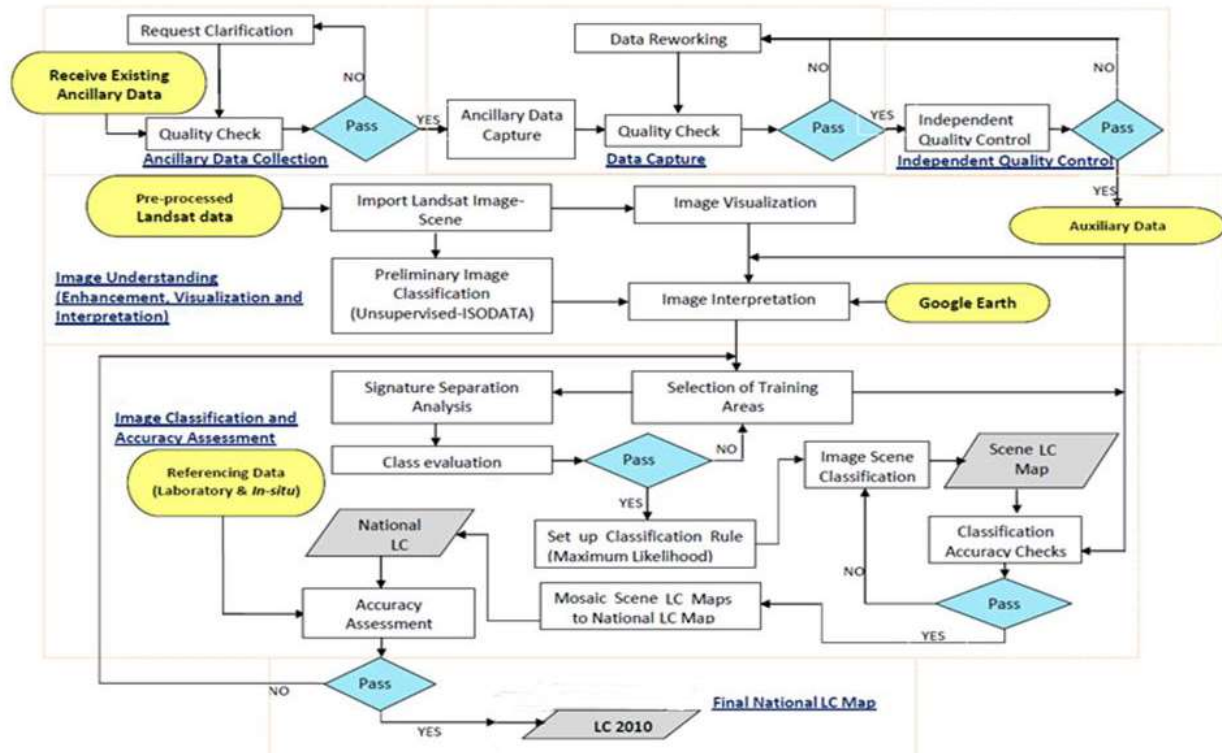 Request Clarification
NO
Receive Existing
Ancillary Data
Quality Check
Pass
YES
Ancillary Data Collection
Ancillary Data
Capture
Data Reworking
NO
Quality Check
Pass
YES
Data Capture
Independent
Quality Control
NO
Pass
Independent Quality Control
YES
Auxiliary Data
Pre-processed
Landsat data
Import Landsat Image-
Scene
Image Visualization
Image Understanding
(Enhancement, Visualization and
Interpretation)
Preliminary Image
Classification
(Unsupervised-ISODATA)
Image Interpretation
Google Earth
Signature Separation
Analysis
Selection of Training
Areas
Image Classification and
Accuracy Assessment
Class evaluation
Pass
NO
YES
Image Scene
Classification
Scene LC
Map
Referencing Data
(Laboratory & In-situ)
National
LC
Set up Classification Rule
(Maximum Likelihood)
Classification
Accuracy Checks
NO
Pass
YES
Mosaic Scene LC Maps
to National LC Map
Accuracy
Assessment
Pass
NO
YES
Final National LC Map
LC 2010